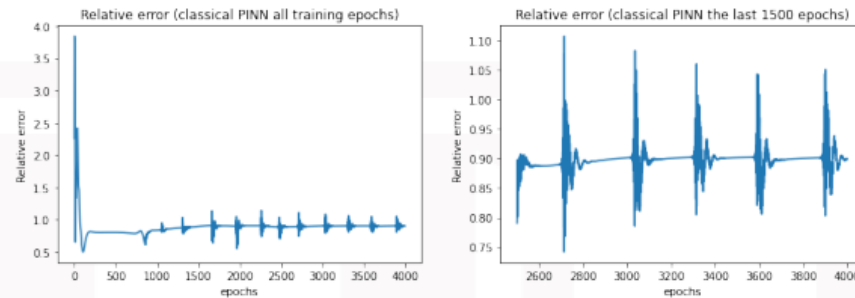 Relative error (classical PINN all training epochs)
4.0
3.5
3.0
2.5
2.0
1.5
1.0
0.5
Relative error
0 500 1000 1500 2000 2500 3000 3500 4000
epochs
Relative error (classical PINN the last 1500 epochs)
1.10
1.05
1.00
0.95
0.90
0.85
0.80
0.75
Relative error
2600 2800 3000 3200 3400 3600 3800 4000
epochs